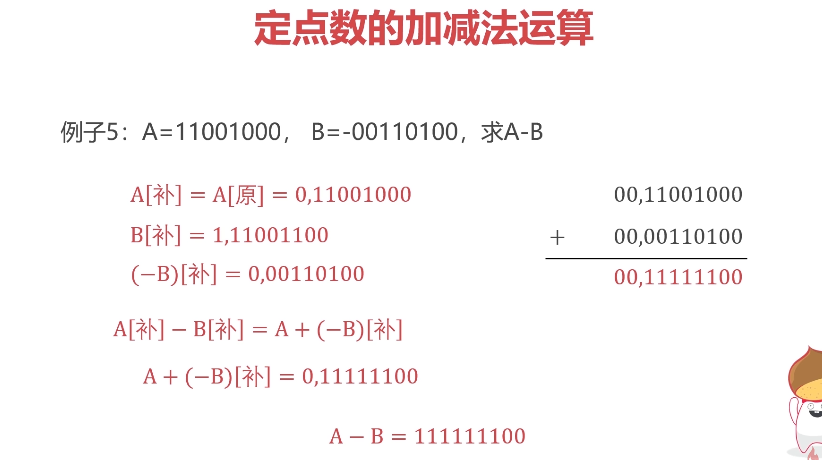 定点数的加减法运算
例子5：A=11001000， B=-00110100，求A-B
A[补] = A[原] = 0,11001000
B[补] = 1,11001100
(−B)[补] = 0,00110100
A[补] − B[补] = A + (−B)[补]
A + (−B)[补] = 0,11111100
A − B = 111111100
00,11001000
+ 00,00110100
00,11111100